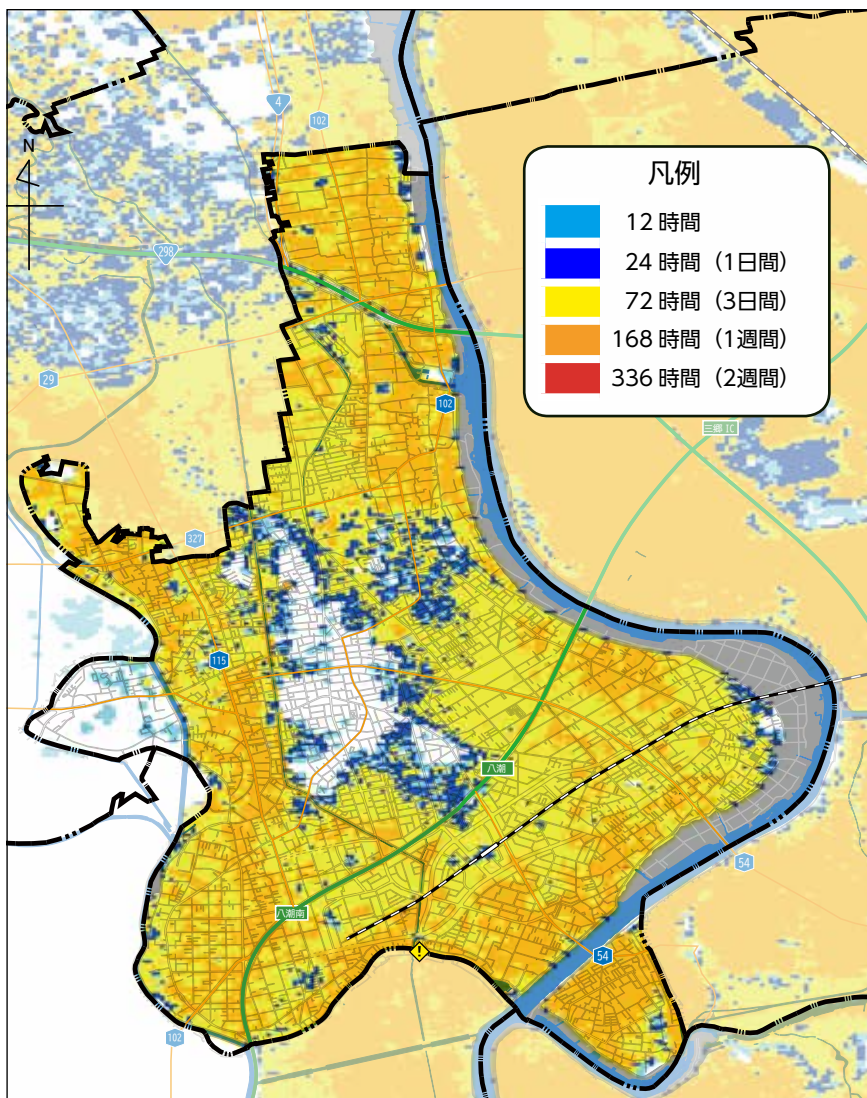 4
102
N
凡例
12 時間
24 時間（1日間）
72 時間（3日間）
168 時間（1週間）
336 時間（2週間）
298
29
102
三郷 IC
327
115
八潮
54
八潮南
!
54
102